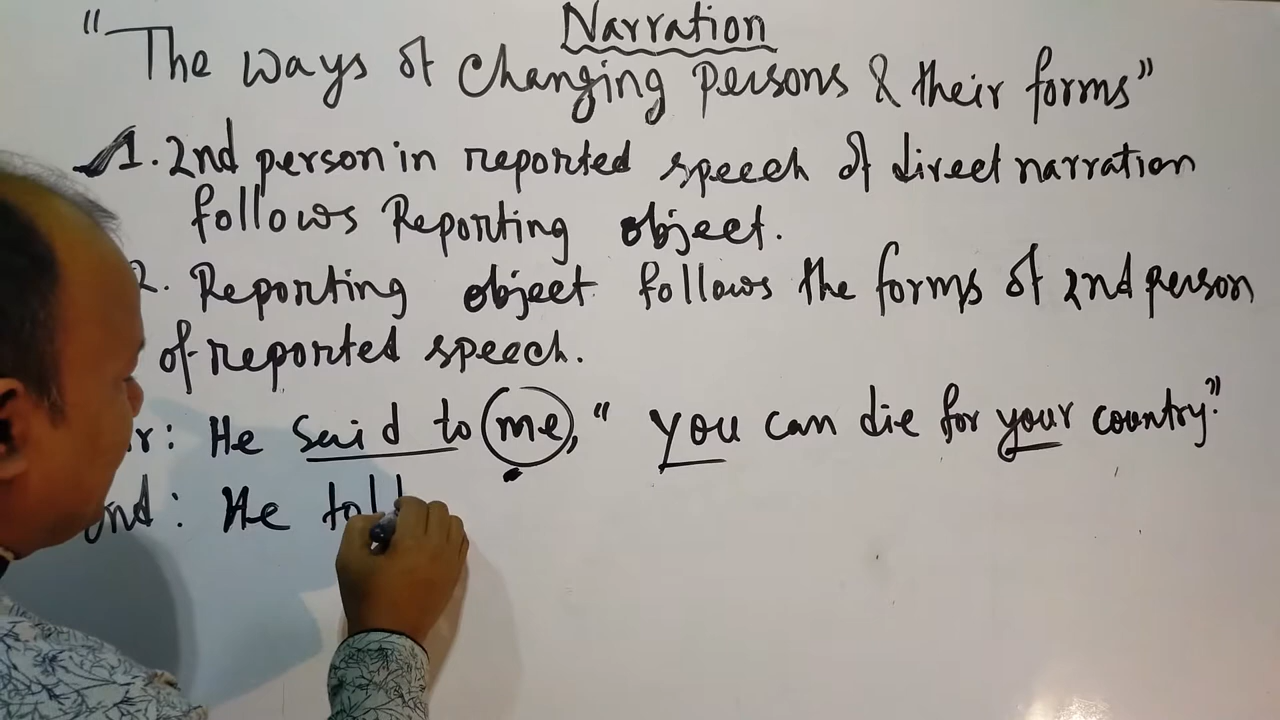 Narration
"The ways of changing persons & their forms"
1. 2nd person in reported speech of direct narration
follows Reporting object.
2. Reporting object follows the forms of 2nd person
of reported speech.
r: He said to me, " you can die for your country."
Ind: He told